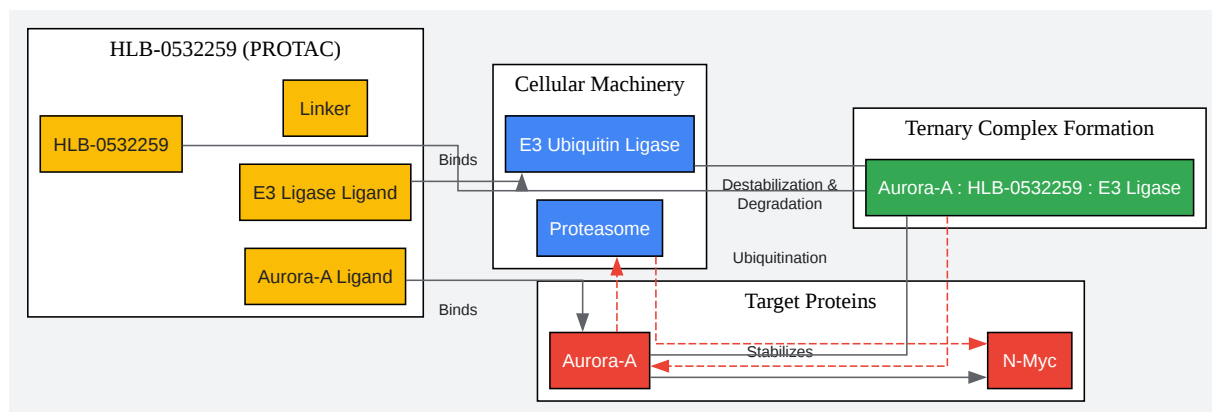 HLB-0532259 (PROTAC)
Linker
HLB-0532259
E3 Ligase Ligand
Aurora-A Ligand
Binds
Binds
Cellular Machinery
E3 Ubiquitin Ligase
Proteasome
Ternary Complex Formation
Aurora-A : HLB-0532259 : E3 Ligase
Destabilization &
Degradation
Ubiquitination
Target Proteins
Aurora-A
Stabilizes
N-Myc